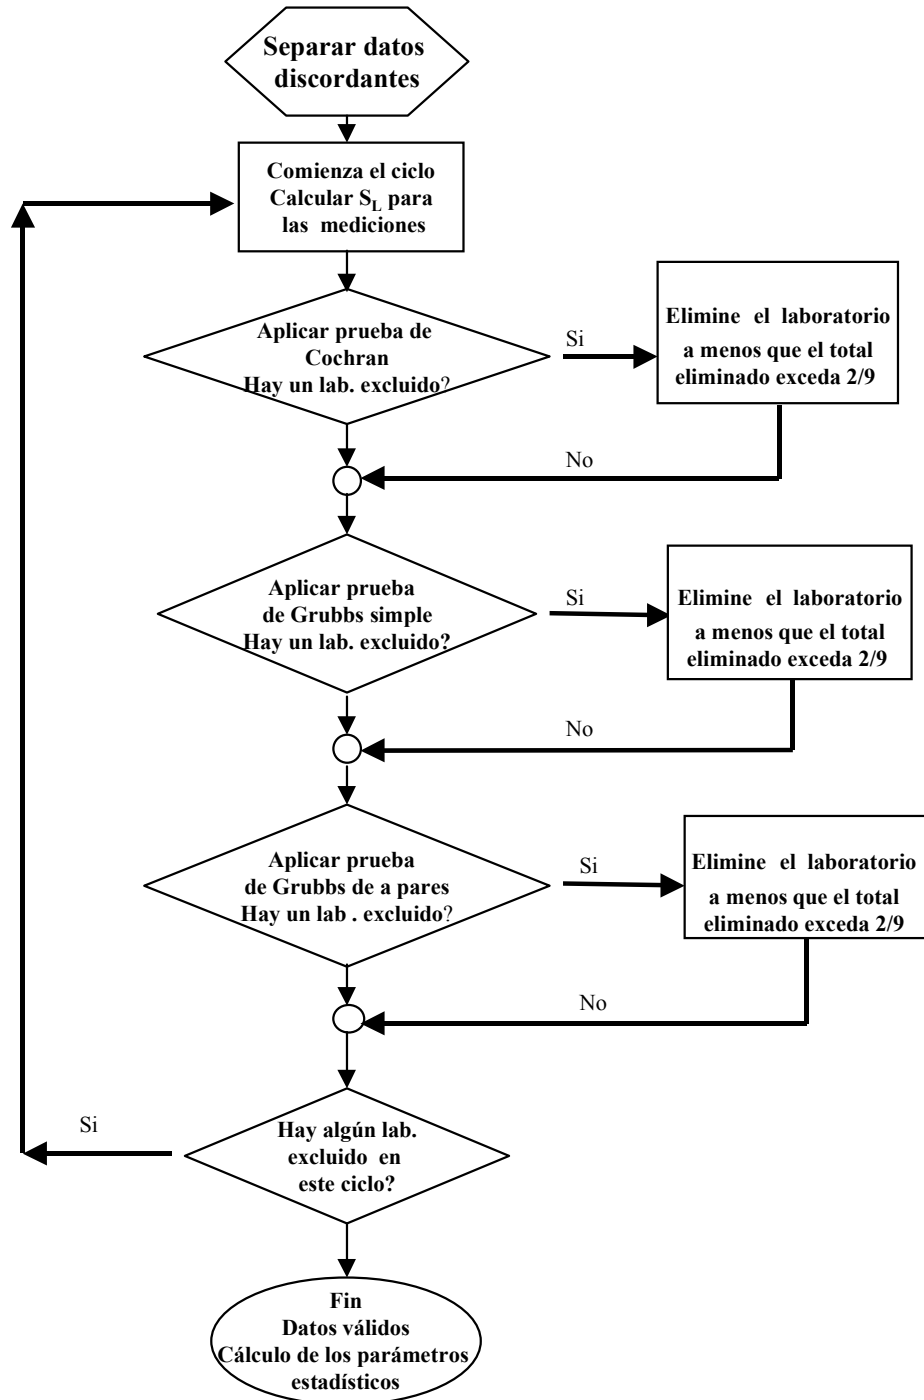 Separar datos
discordantes
Comienza el ciclo
Calcular SL para
las mediciones
Aplicar prueba de
Cochran
Hay un lab. excluido?
Si
Elimine el laboratorio
a menos que el total
eliminado exceda 2/9
No
Aplicar prueba
de Grubbs simple
Hay un lab. excluido?
Si
Elimine el laboratorio
a menos que el total
eliminado exceda 2/9
No
Aplicar prueba
de Grubbs de a pares
Hay un lab . excluido?
Si
Elimine el laboratorio
a menos que el total
eliminado exceda 2/9
No
Hay algún lab.
excluido en
este ciclo?
Si
Fin
Datos válidos
Cálculo de los parámetros
estadísticos